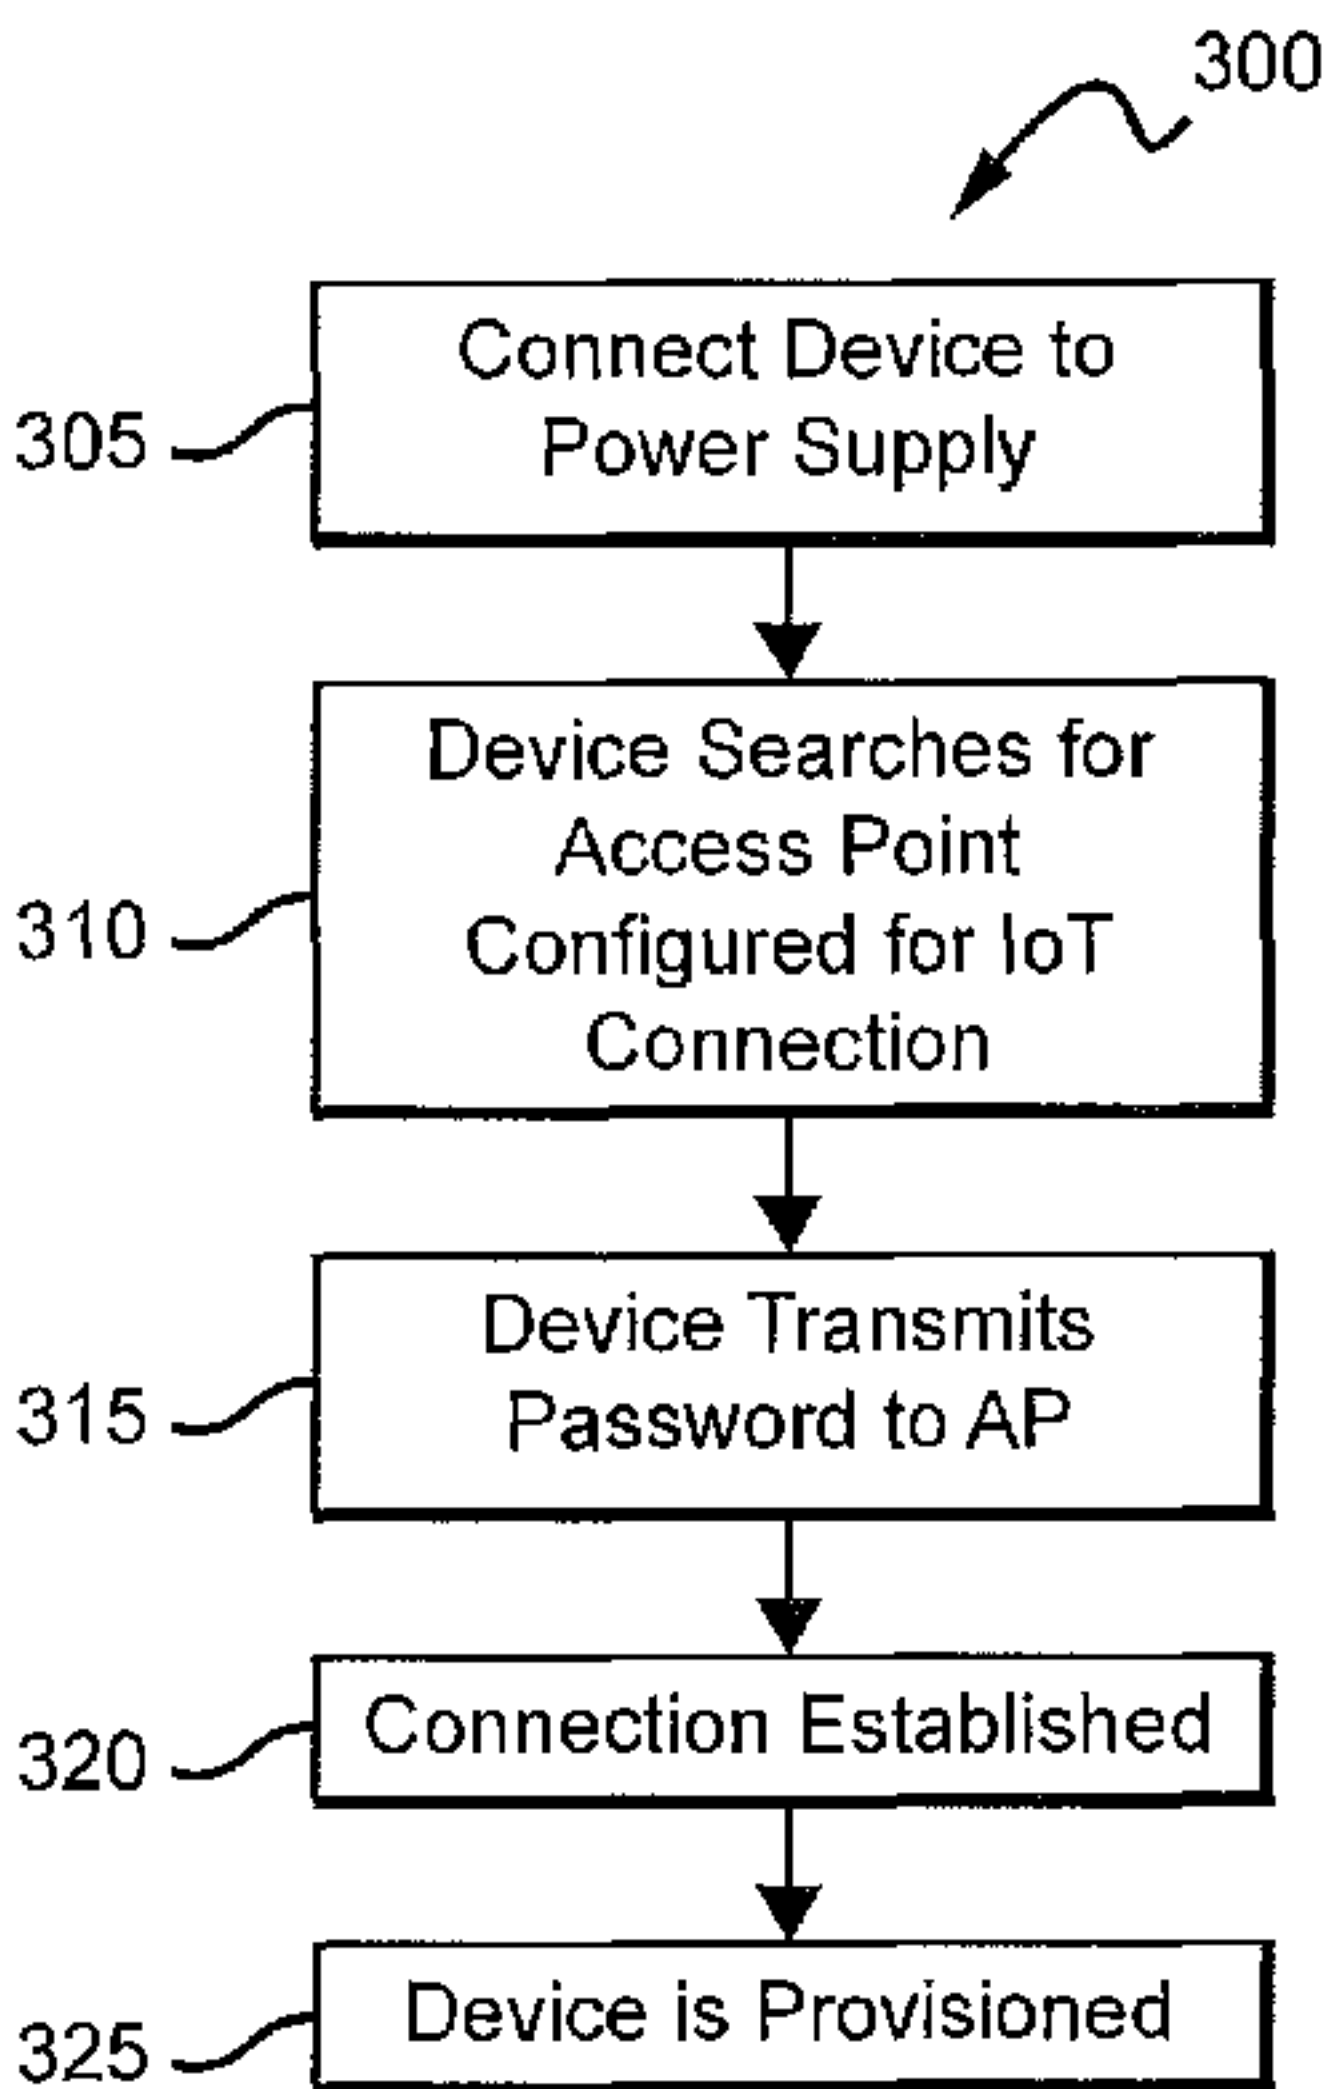 300
Connect Device to
Power Supply
305
Device Searches for
Access Point
Configured for IoT
Connection
310
Device Transmits
Password to AP
315
Connection Established
320
Device is Provisioned
325